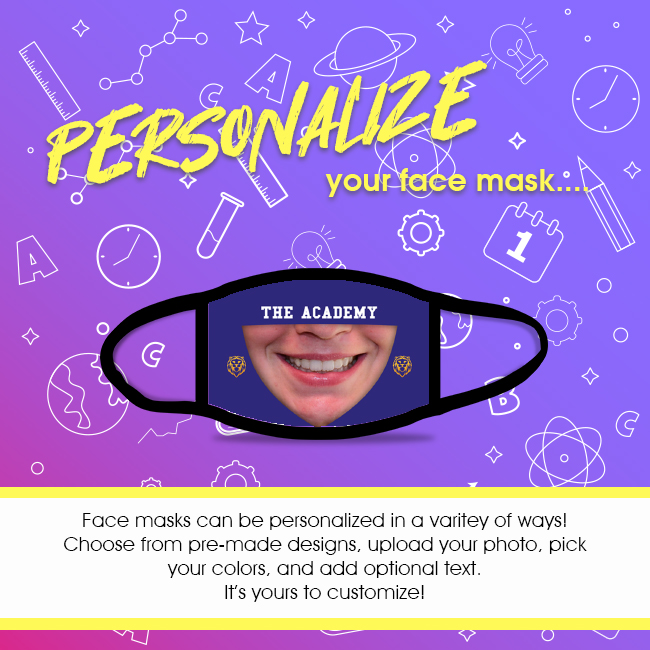 PERSONALIZE
your face mask....
A
C
A
1
THE ACADEMY
C
B
C
Face masks can be personalized in a varitey of ways!
Choose from pre-made designs, upload your photo, pick
your colors, and add optional text.
It's yours to customize!